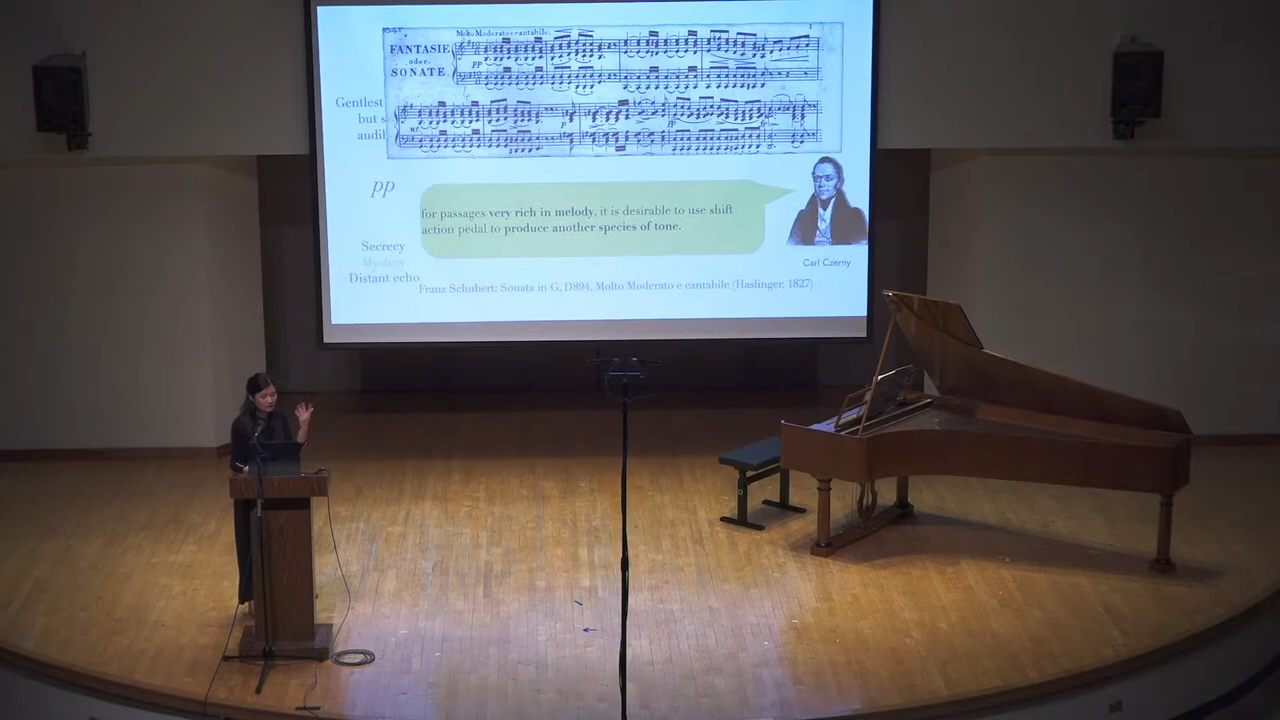 Molto Moderato e cantabile.
FANTASIE
oder
SONATE.
pp
Gentlest
but s
audil
mf
p
pp
pp
for passages very rich in melody, it is desirable to use shift
action pedal to produce another species of tone.
Secrecy
Mystery
Distant echo
Carl Czerny
Franz Schubert: Sonata in G, D894, Molto Moderato e cantabile (Haslinger, 1827)